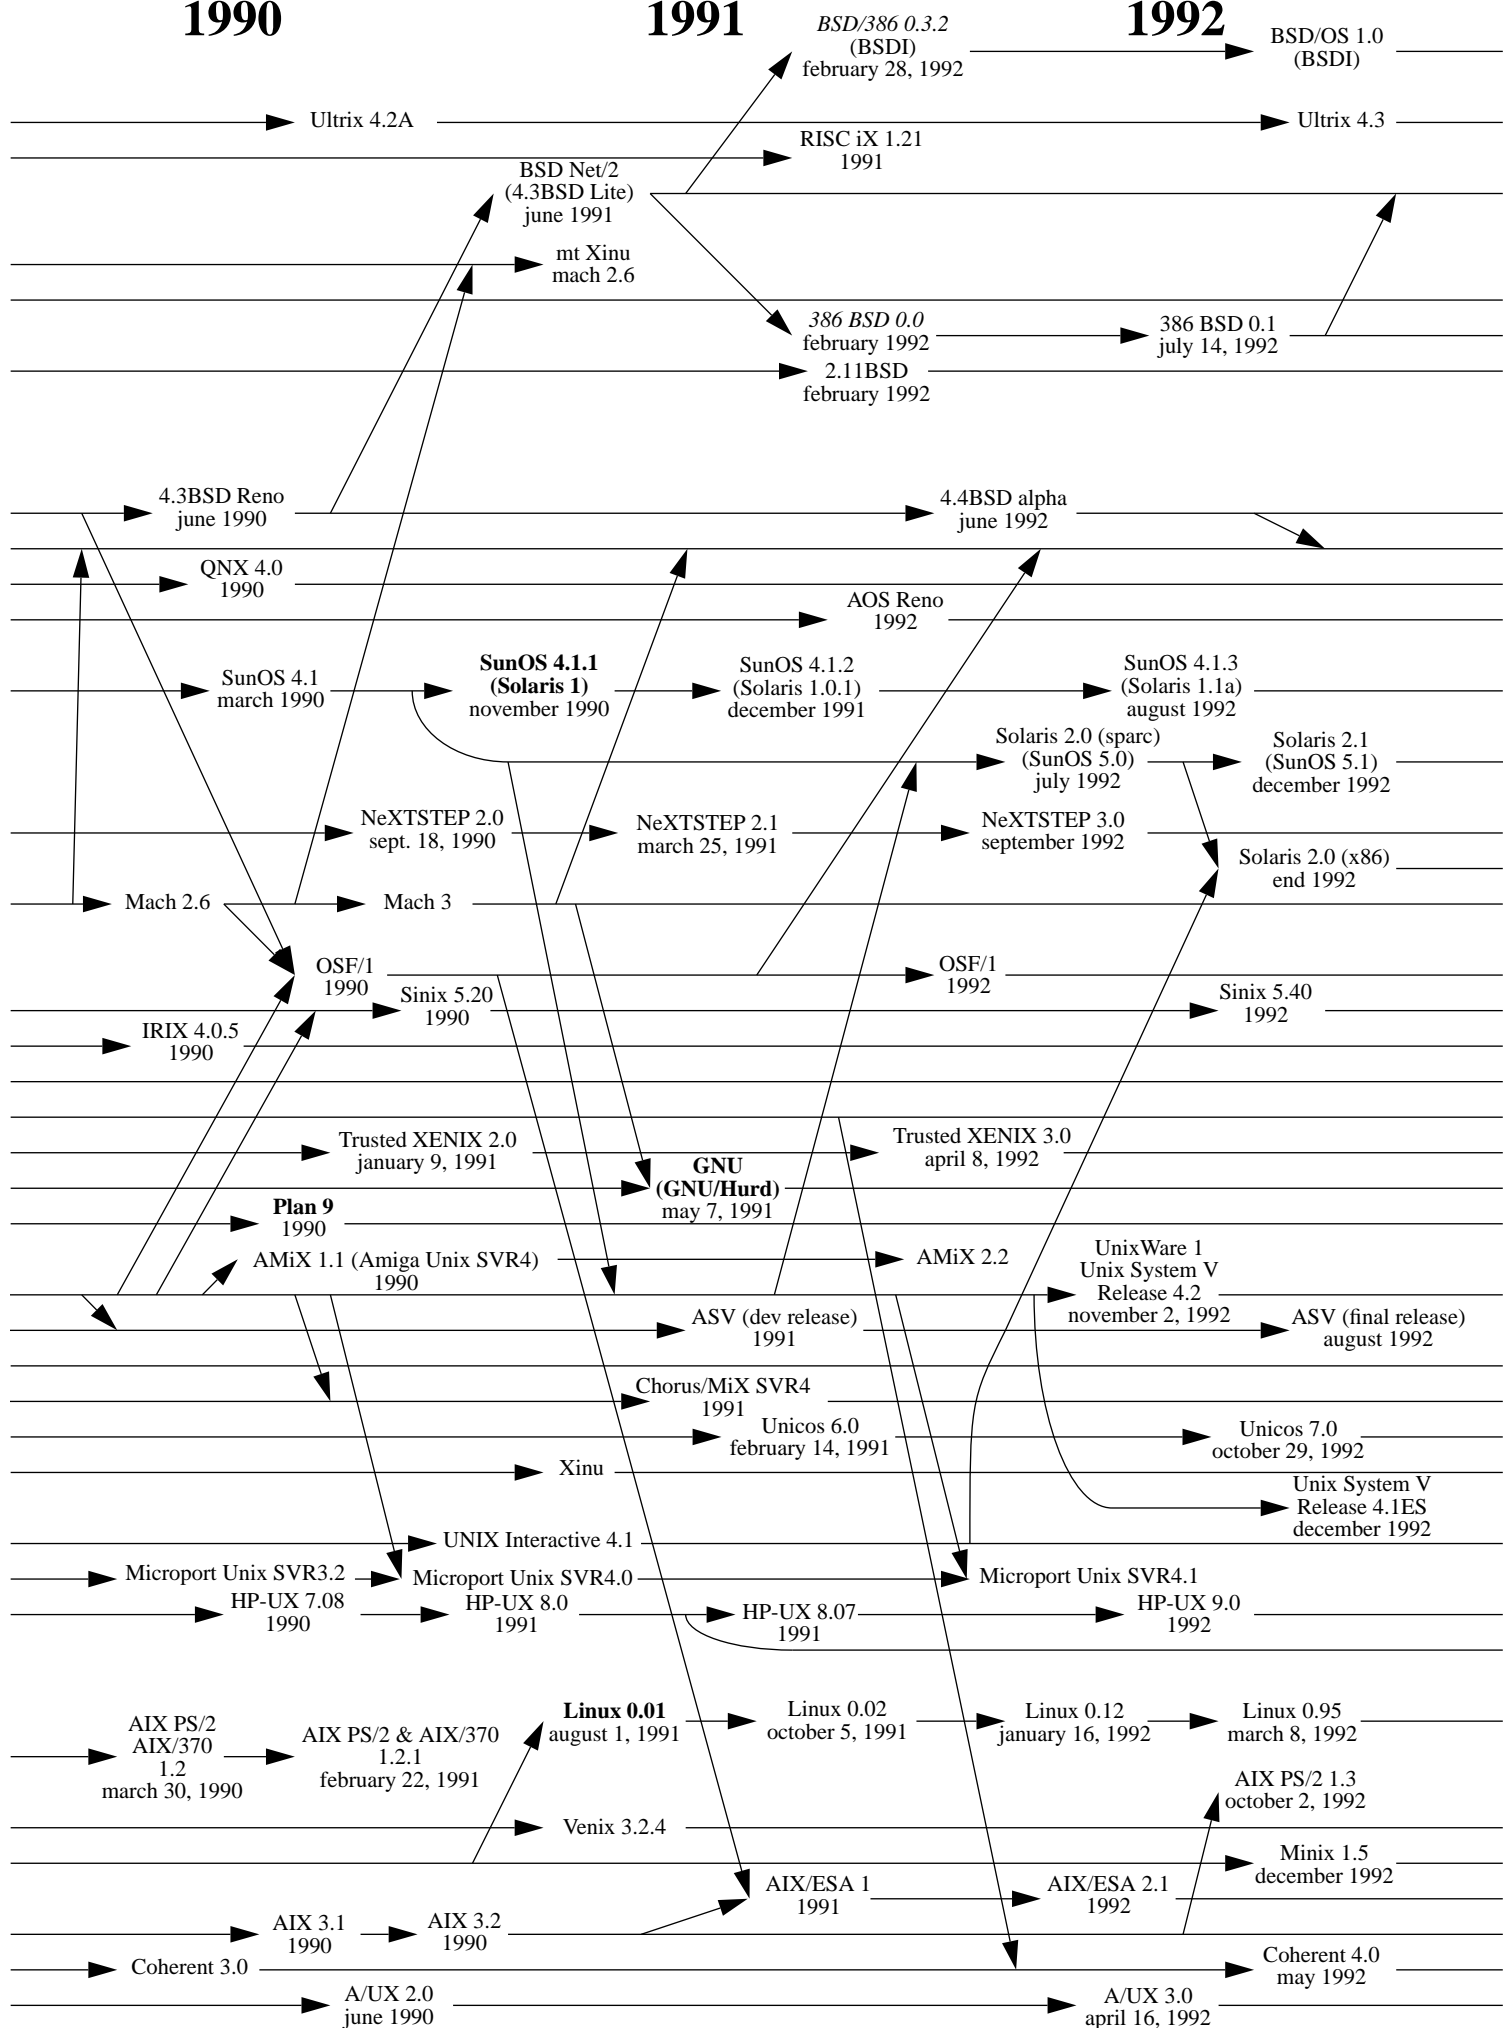 1990
1991
1992
BSD/386 0.3.2
(BSDI)
february 28, 1992
BSD/OS 1.0
(BSDI)
Ultrix 4.2A
Ultrix 4.3
RISC iX 1.21
1991
BSD Net/2
(4.3BSD Lite)
june 1991
mt Xinu
mach 2.6
386 BSD 0.0
february 1992
386 BSD 0.1
july 14, 1992
2.11BSD
february 1992
4.3BSD Reno
june 1990
4.4BSD alpha
june 1992
QNX 4.0
1990
AOS Reno
1992
SunOS 4.1
march 1990
SunOS 4.1.1
(Solaris 1)
november 1990
SunOS 4.1.2
(Solaris 1.0.1)
december 1991
SunOS 4.1.3
(Solaris 1.1a)
august 1992
Solaris 2.0 (sparc)
(SunOS 5.0)
july 1992
Solaris 2.1
(SunOS 5.1)
december 1992
NeXTSTEP 2.0
sept. 18, 1990
NeXTSTEP 2.1
march 25, 1991
NeXTSTEP 3.0
september 1992
Solaris 2.0 (x86)
end 1992
Mach 2.6
Mach 3
OSF/1
1990
OSF/1
1992
Sinix 5.20
1990
Sinix 5.40
1992
IRIX 4.0.5
1990
Trusted XENIX 2.0
january 9, 1991
Trusted XENIX 3.0
april 8, 1992
GNU
(GNU/Hurd)
may 7, 1991
Plan 9
1990
AMiX 1.1 (Amiga Unix SVR4)
1990
AMiX 2.2
UnixWare 1
Unix System V
Release 4.2
november 2, 1992
ASV (dev release)
1991
ASV (final release)
august 1992
Chorus/MiX SVR4
1991
Unicos 6.0
february 14, 1991
Unicos 7.0
october 29, 1992
Xinu
Unix System V
Release 4.1ES
december 1992
UNIX Interactive 4.1
Microport Unix SVR3.2
Microport Unix SVR4.0
Microport Unix SVR4.1
HP-UX 7.08
1990
HP-UX 8.0
1991
HP-UX 8.07
1991
HP-UX 9.0
1992
Linux 0.01
august 1, 1991
Linux 0.02
october 5, 1991
Linux 0.12
january 16, 1992
Linux 0.95
march 8, 1992
AIX PS/2
AIX/370
1.2
march 30, 1990
AIX PS/2 & AIX/370
1.2.1
february 22, 1991
AIX PS/2 1.3
october 2, 1992
Venix 3.2.4
Minix 1.5
december 1992
AIX/ESA 1
1991
AIX/ESA 2.1
1992
AIX 3.1
1990
AIX 3.2
1990
Coherent 3.0
Coherent 4.0
may 1992
A/UX 2.0
june 1990
A/UX 3.0
april 16, 1992